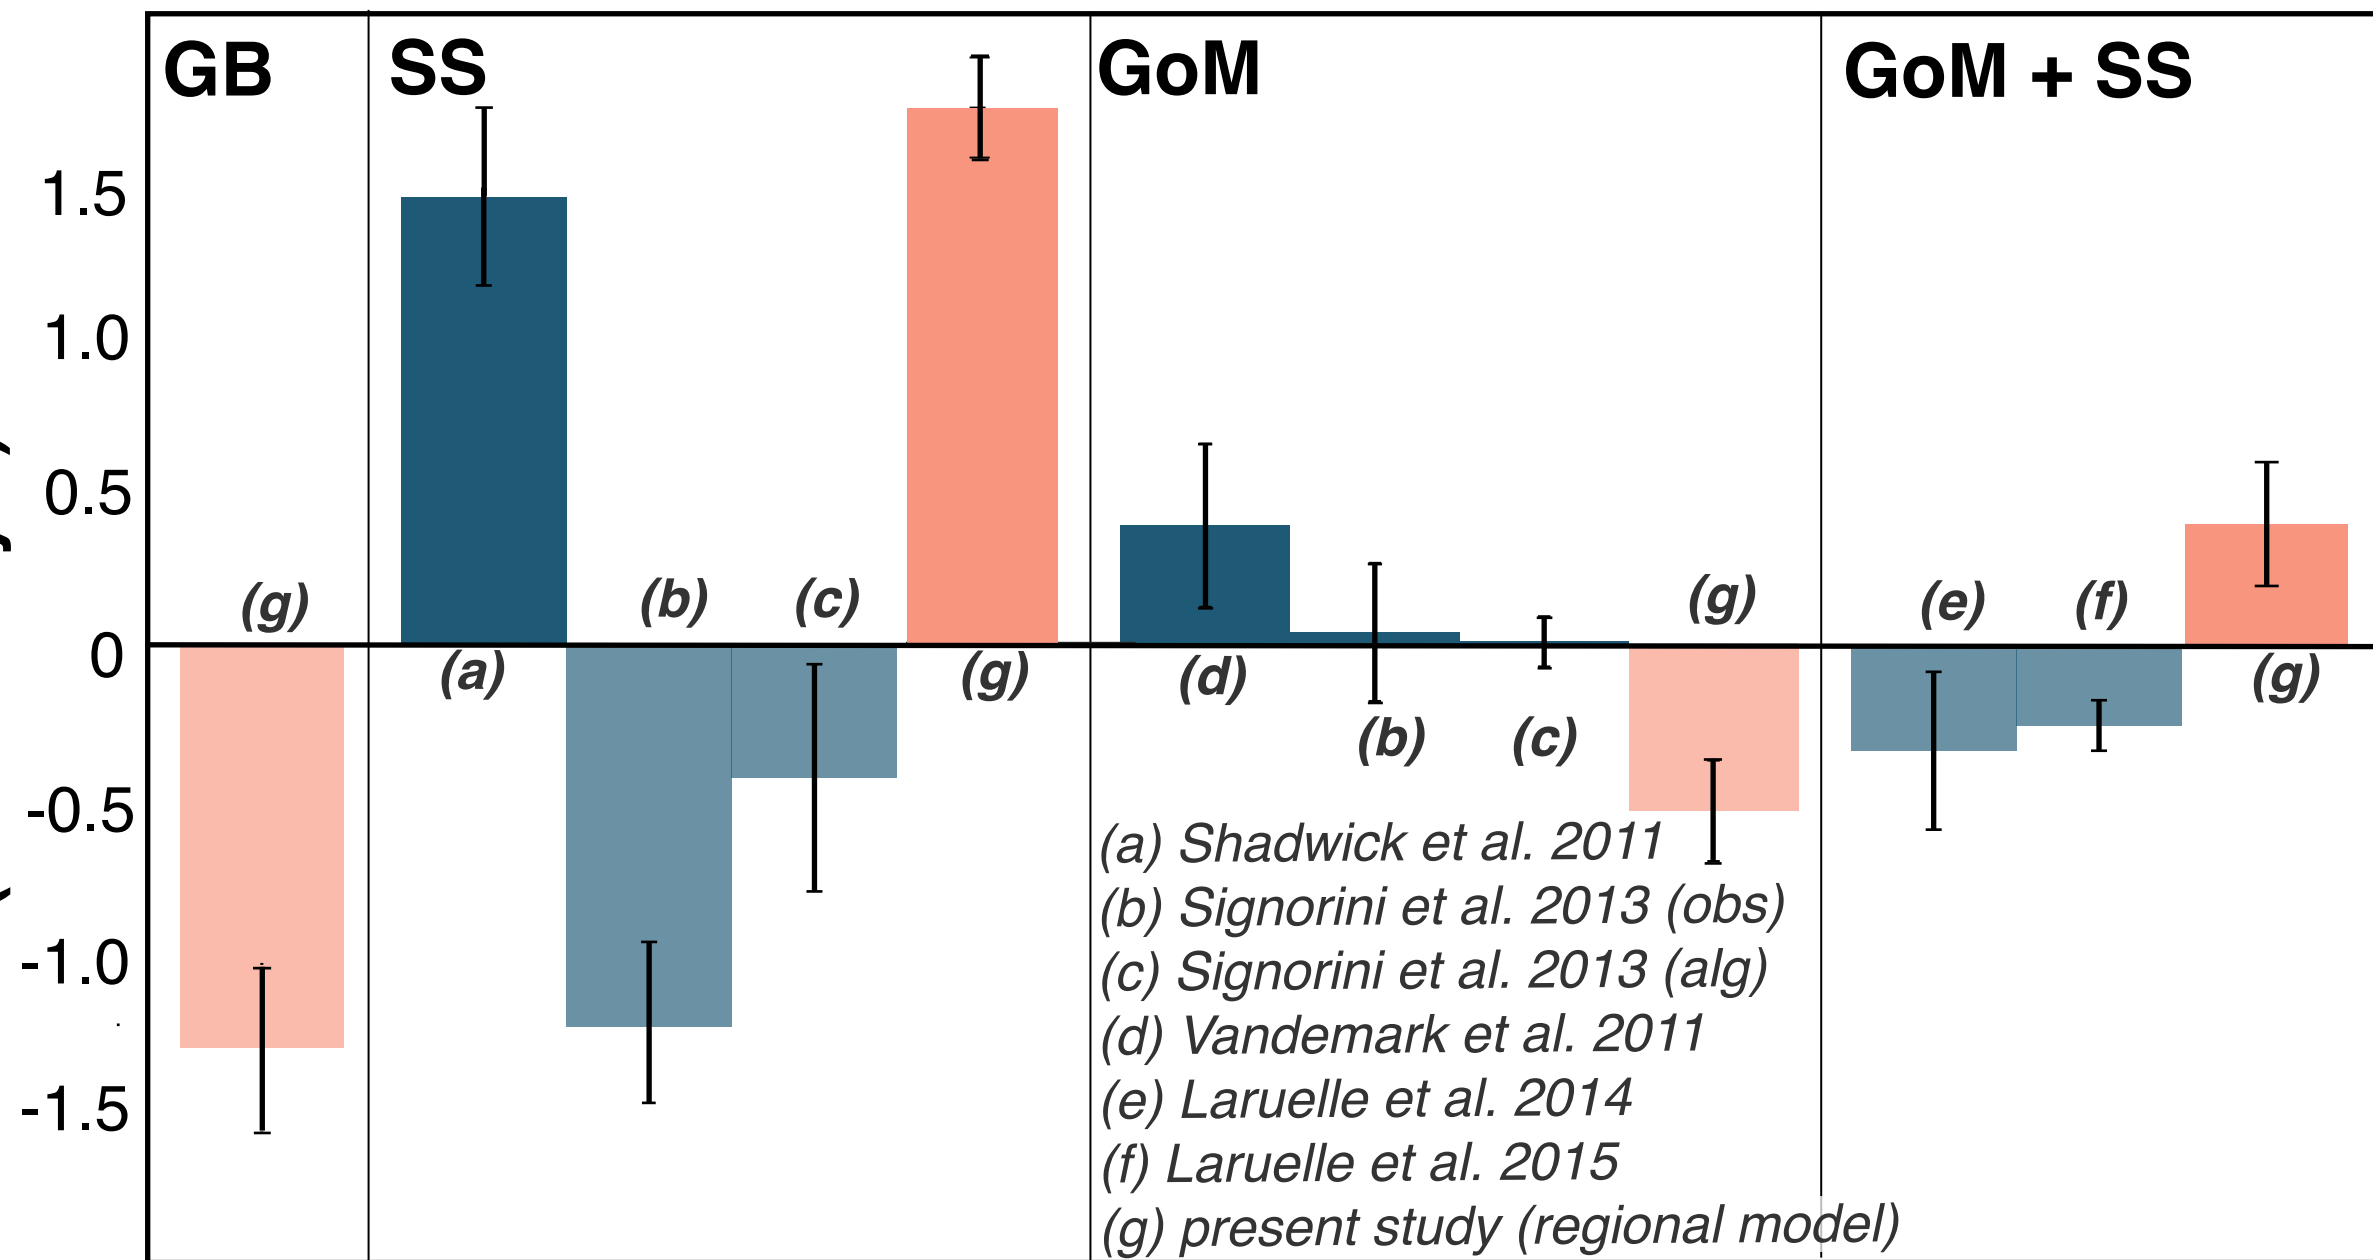 GB SS GoM GoM + SS
1.5
1.0
0.5
0
-0.5
-1.0
-1.5
(g) (b) (c) (g) (e) (f)
(a) (g) (d) (g)
(b) (c)
(a) Shadwick et al. 2011
(b) Signorini et al. 2013 (obs)
(c) Signorini et al. 2013 (alg)
(d) Vandemark et al. 2011
(e) Laruelle et al. 2014
(f) Laruelle et al. 2015
(g) present study (regional model)